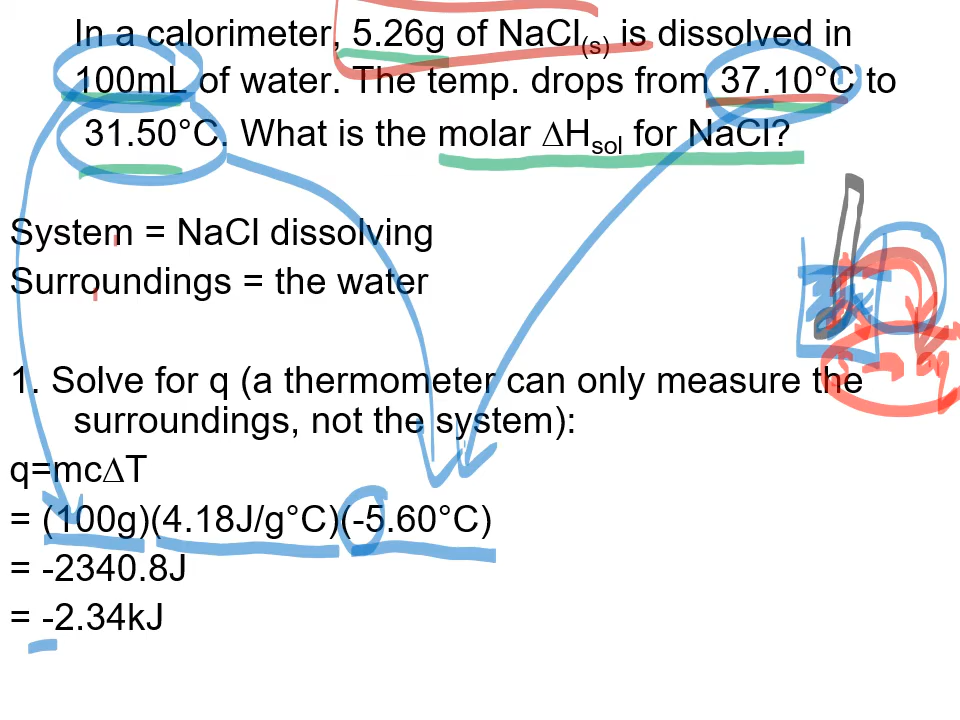 In a calorimeter, 5.26g of NaCl(s) is dissolved in
100mL of water. The temp. drops from 37.10°C to
31.50°C. What is the molar ∆Hsol for NaCl?
System = NaCl dissolving
Surroundings = the water
1. Solve for q (a thermometer can only measure the
surroundings, not the system):
q=mc∆T
= (100g)(4.18J/g°C)(-5.60°C)
= -2340.8J
= -2.34kJ